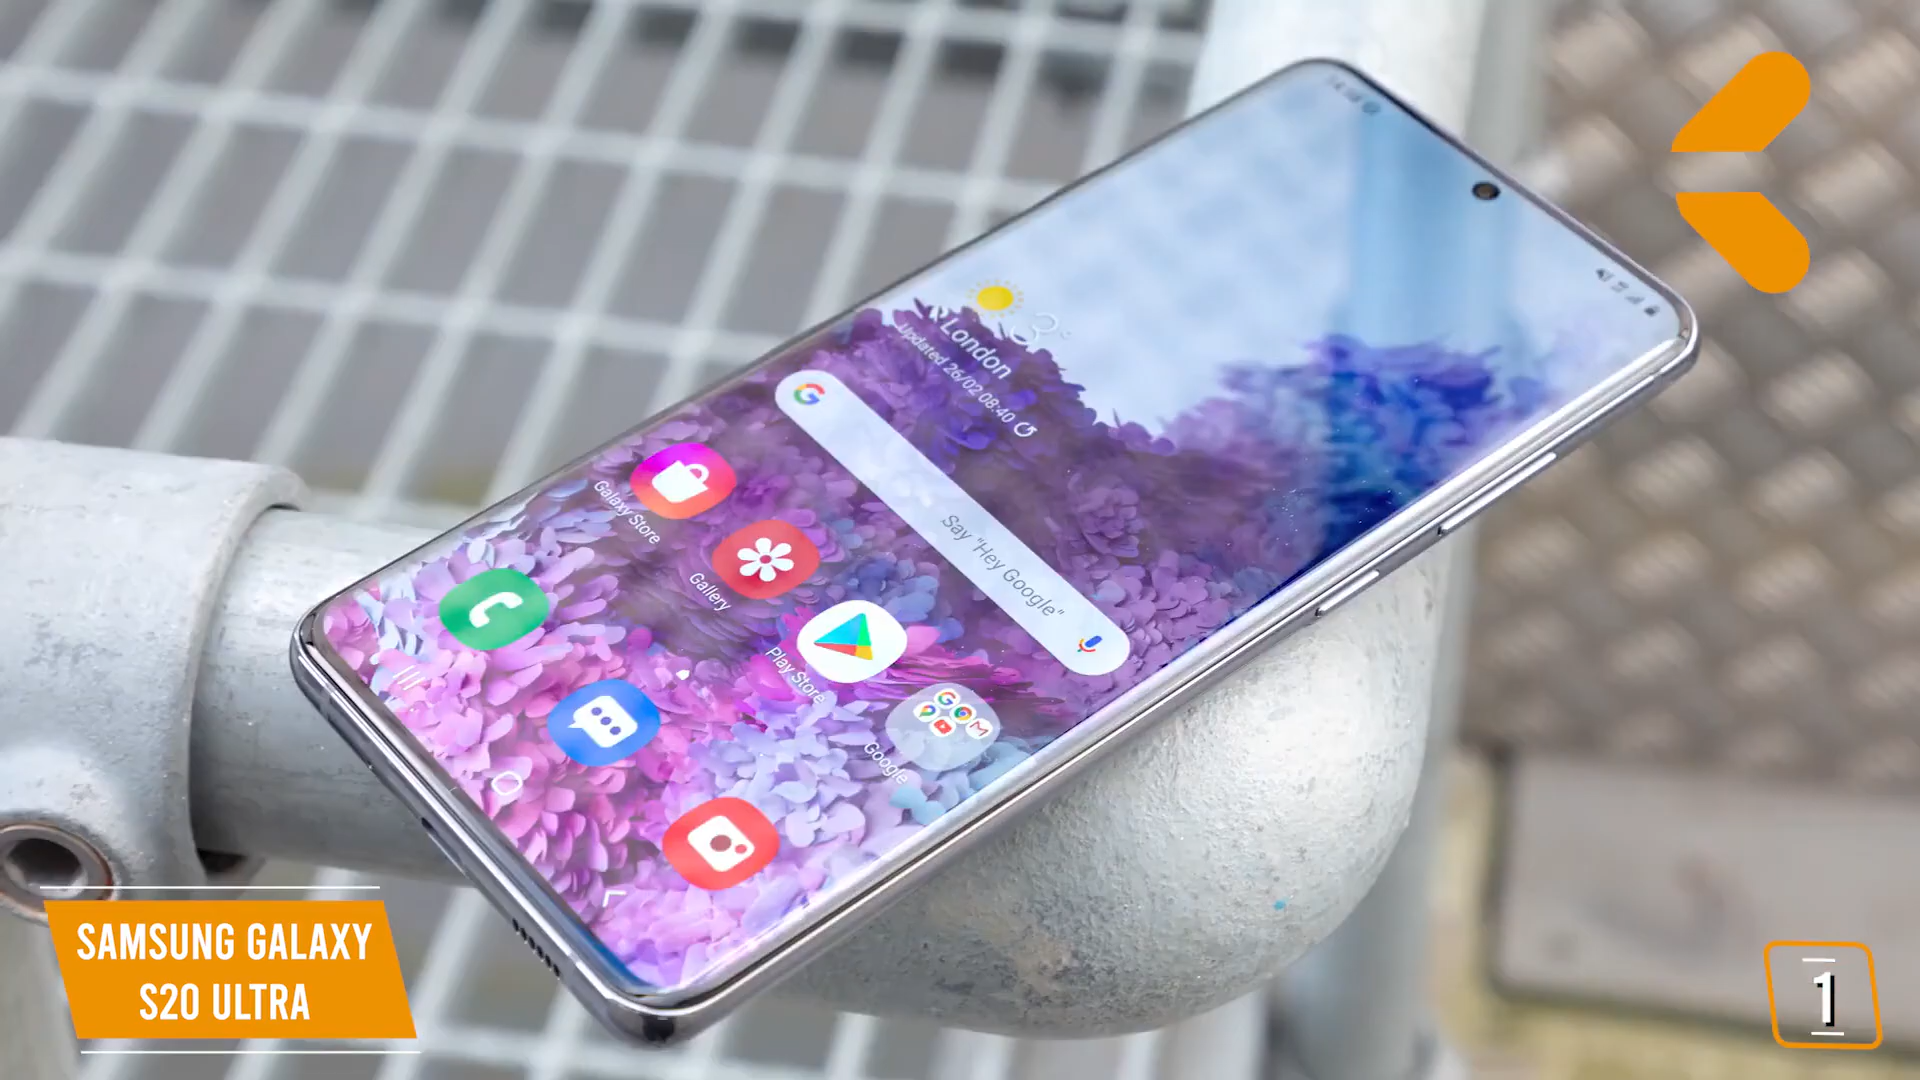 3°
London
Updated 26/02 08:40
Say "Hey Google"
Galaxy Store
Gallery
Play Store
Google
SAMSUNG GALAXY
S20 ULTRA
1